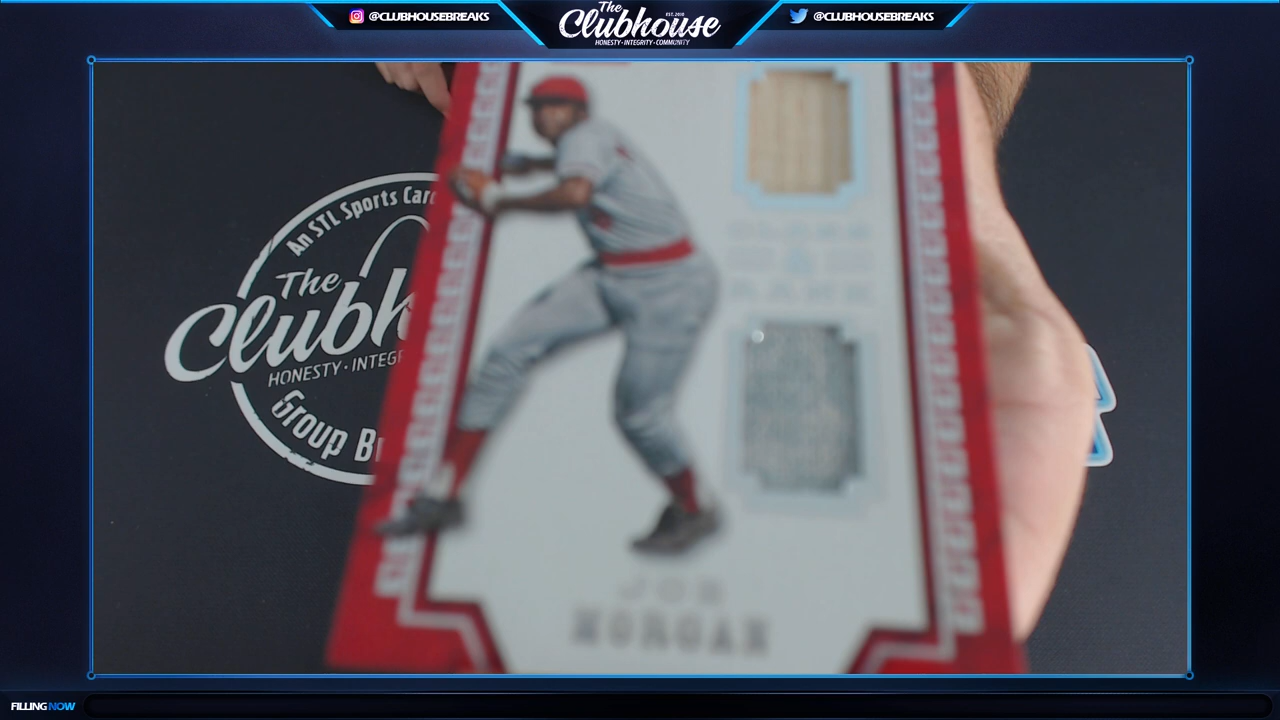 @CLUBHOUSEBREAKS
The
Clubhouse
EST. 2018
HONESTY • INTEGRITY • COMMUNITY
@CLUBHOUSEBREAKS
An STL Sports Card
The
Clubh
HONESTY · INTEG
Group B
JOE
MORGAN
FILLING NOW